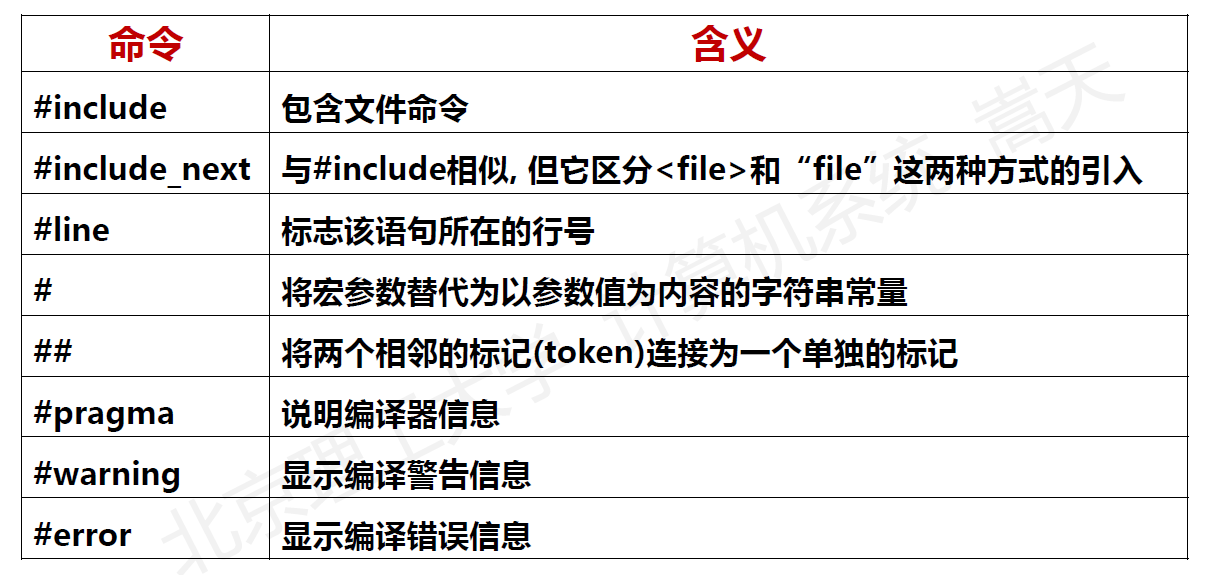 命令 含义
#include 包含文件命令
#include_next 与#include相似, 但它区分<file>和“file”这两种方式的引入
#line 标志该语句所在的行号
# 将宏参数替代为以参数值为内容的字符串常量
## 将两个相邻的标记(token)连接为一个单独的标记
#pragma 说明编译器信息
#warning 显示编译警告信息
#error 显示编译错误信息
北京理工大学 计算机系统 嵩天